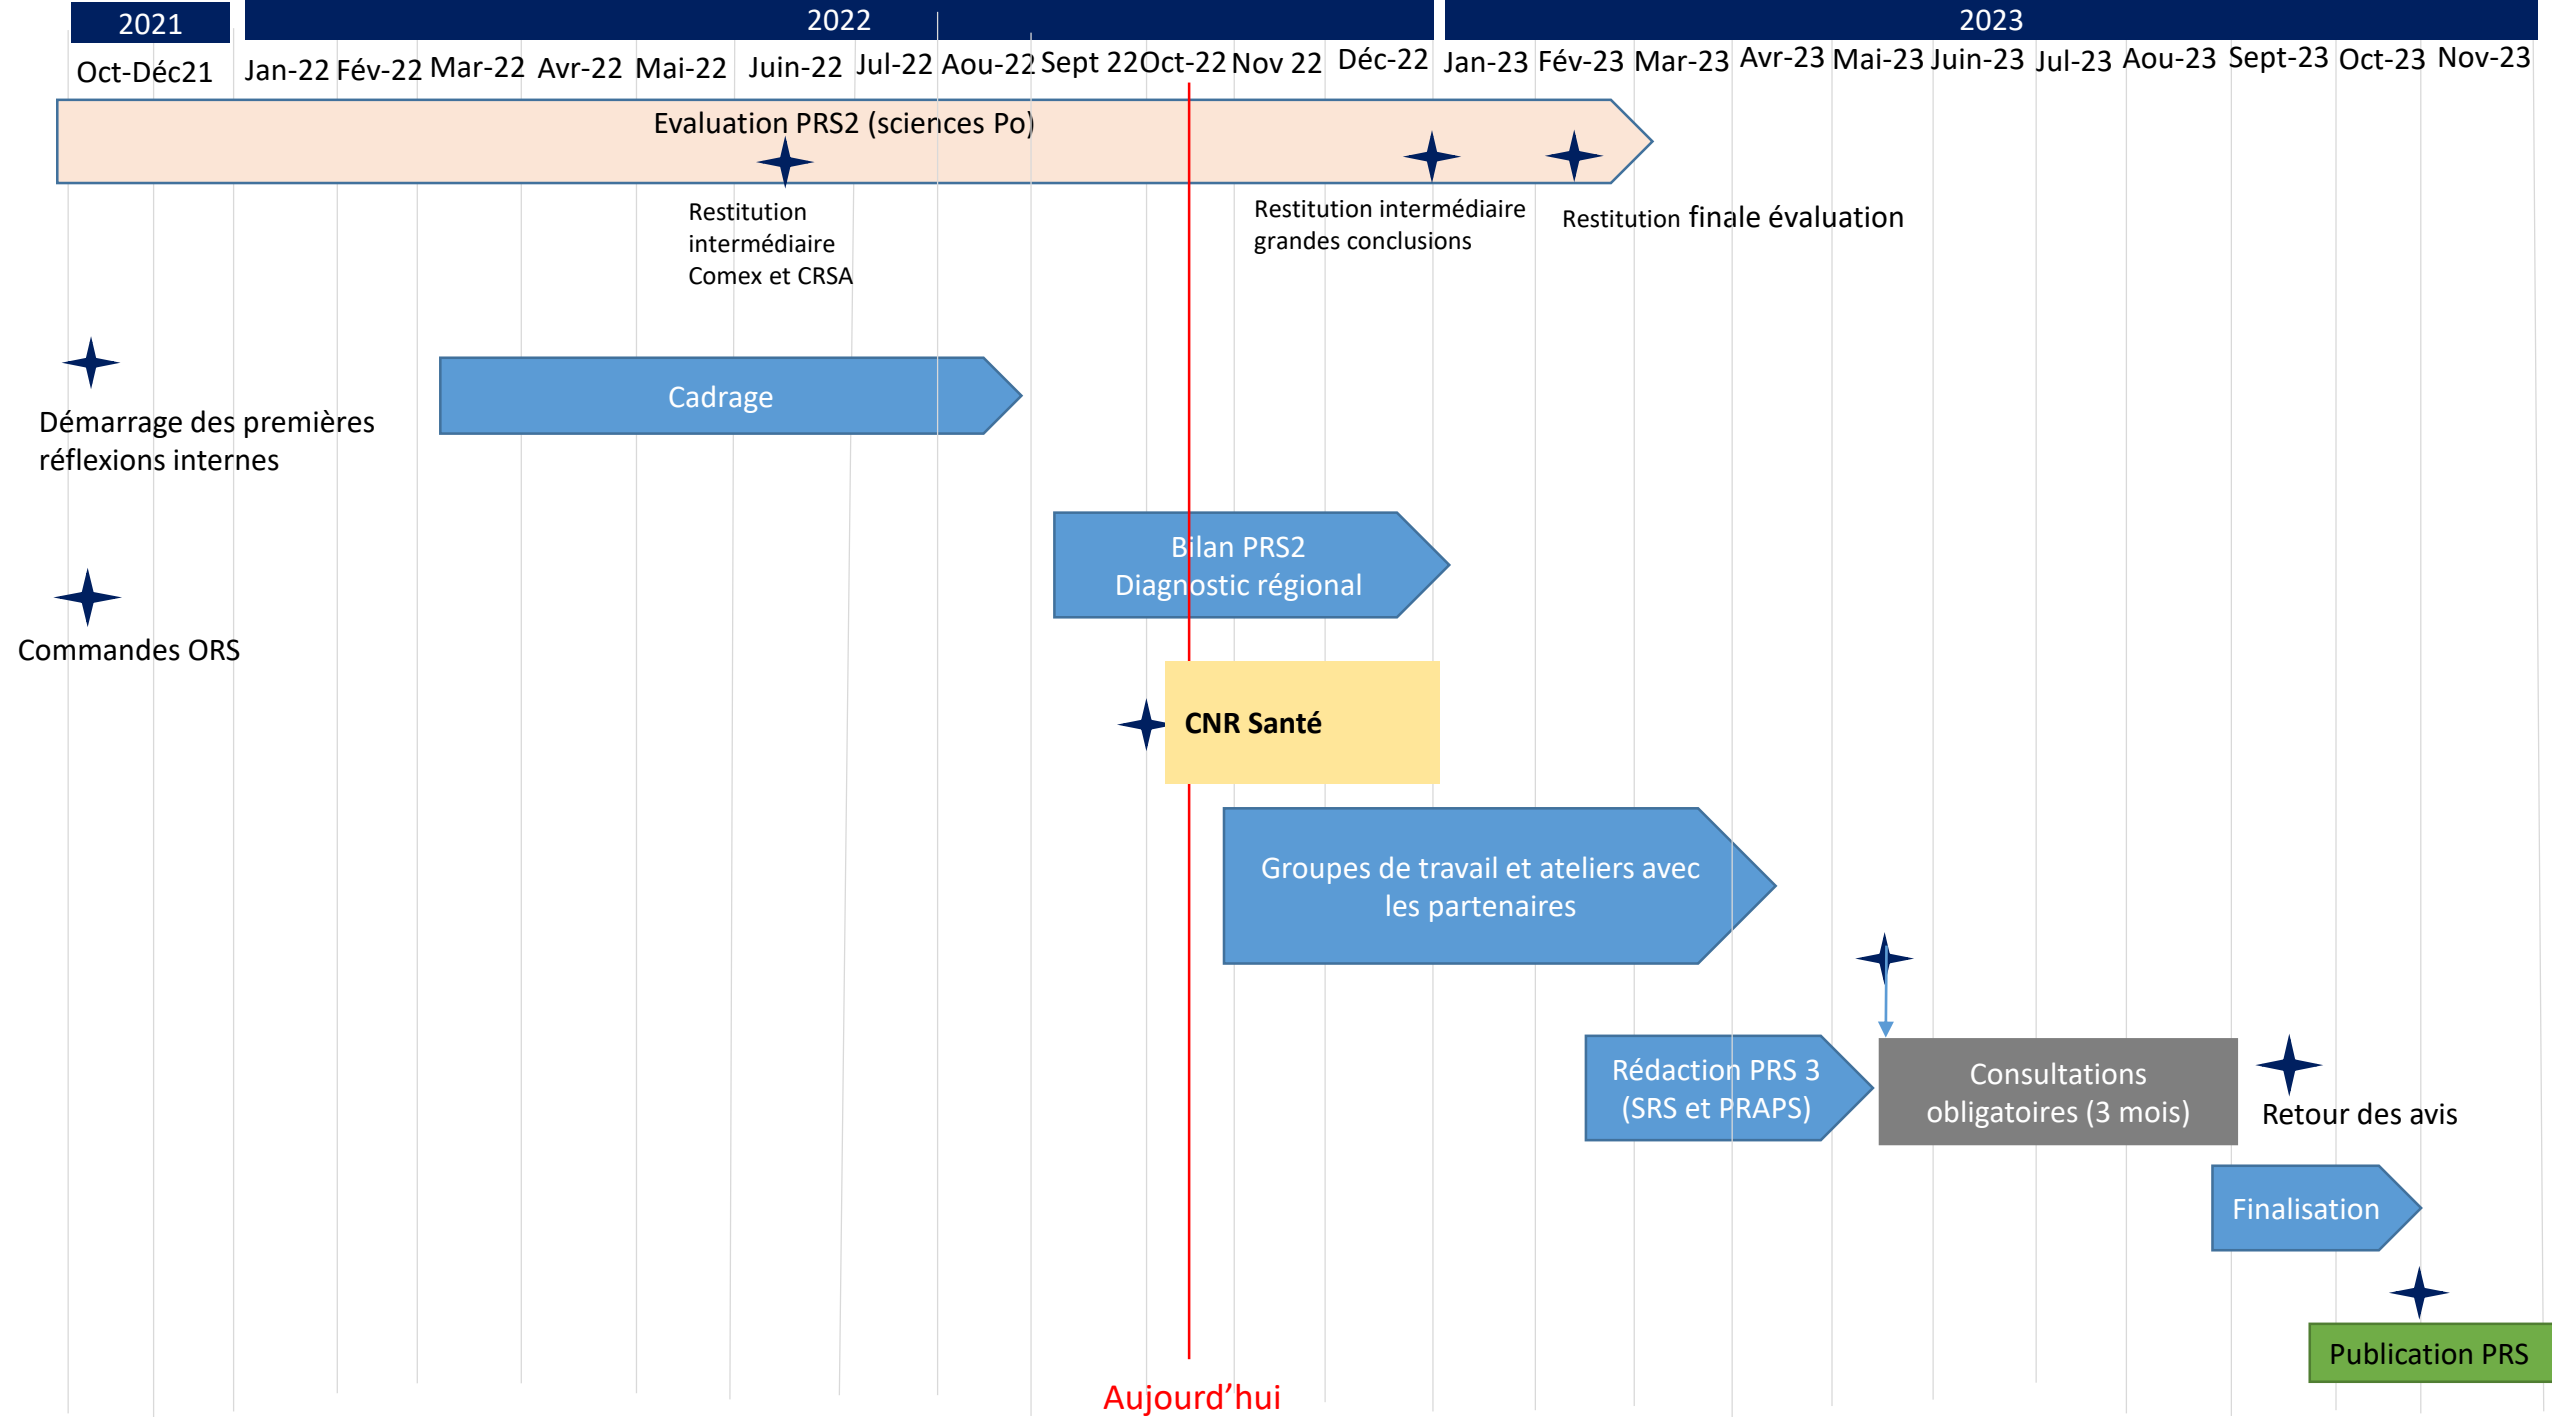 2021
2022
2023
Oct-Déc21
Jan-22
Fév-22
Mar-22
Avr-22
Mai-22
Juin-22
Jul-22
Aou-22
Sept 22
Oct-22
Nov 22
Déc-22
Jan-23
Fév-23
Mar-23
Avr-23
Mai-23
Juin-23
Jul-23
Aou-23
Sept-23
Oct-23
Nov-23
Evaluation PRS2 (sciences Po)
Restitution
intermédiaire
Comex et CRSA
Restitution intermédiaire
grandes conclusions
Restitution finale évaluation
Démarrage des premières
réflexions internes
Cadrage
Bilan PRS2
Diagnostic régional
Commandes ORS
CNR Santé
Groupes de travail et ateliers avec
les partenaires
Rédaction PRS 3
(SRS et PRAPS)
Consultations
obligatoires (3 mois)
Retour des avis
Finalisation
Publication PRS
Aujourd’hui